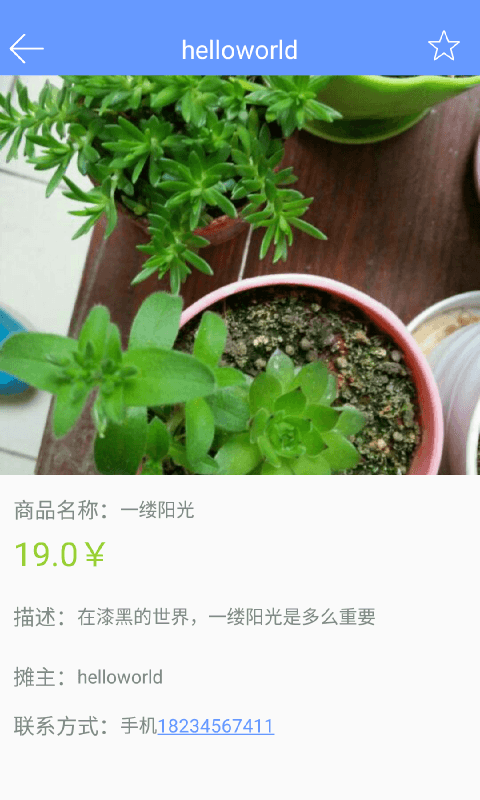 helloworld
商品名称：一缕阳光
19.0￥
描述：在漆黑的世界，一缕阳光是多么重要
摊主：helloworld
联系方式：手机18234567411